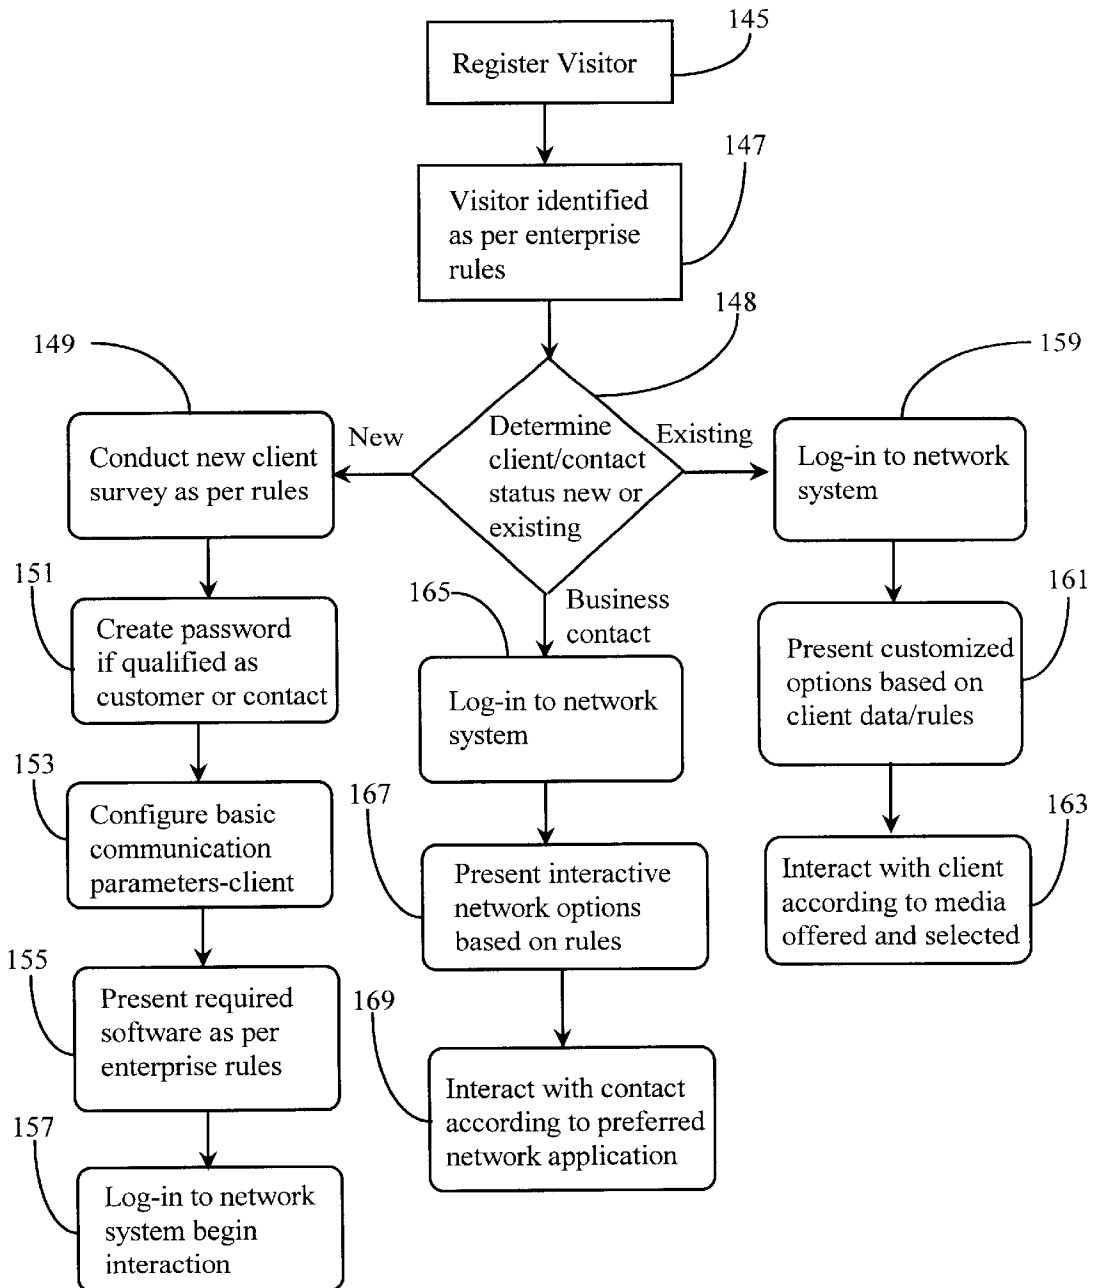 145
Register Visitor
147
Visitor identified
as per enterprise
rules
148
149
159
New
Determine
client/contact
status new or
existing
Existing
Conduct new client
survey as per rules
Log-in to network
system
151
165
Business
contact
161
Create password
if qualified as
customer or contact
Log-in to network
system
Present customized
options based on
client data/rules
153
167
163
Configure basic
communication
parameters-client
Present interactive
network options
based on rules
Interact with client
according to media
offered and selected
155
169
Present required
software as per
enterprise rules
Interact with contact
according to preferred
network application
157
Log-in to network
system begin
interaction